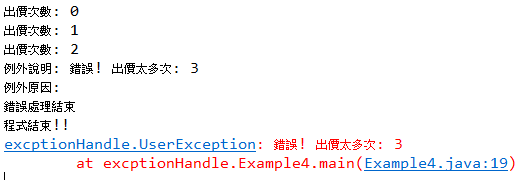 出價次數: 0
出價次數: 1
出價次數: 2
例外說明: 錯誤! 出價太多次: 3
例外原因:
錯誤處理結束
程式結束!!
excptionHandle.UserException: 錯誤! 出價太多次: 3
at excptionHandle.Example4.main(Example4.java:19)